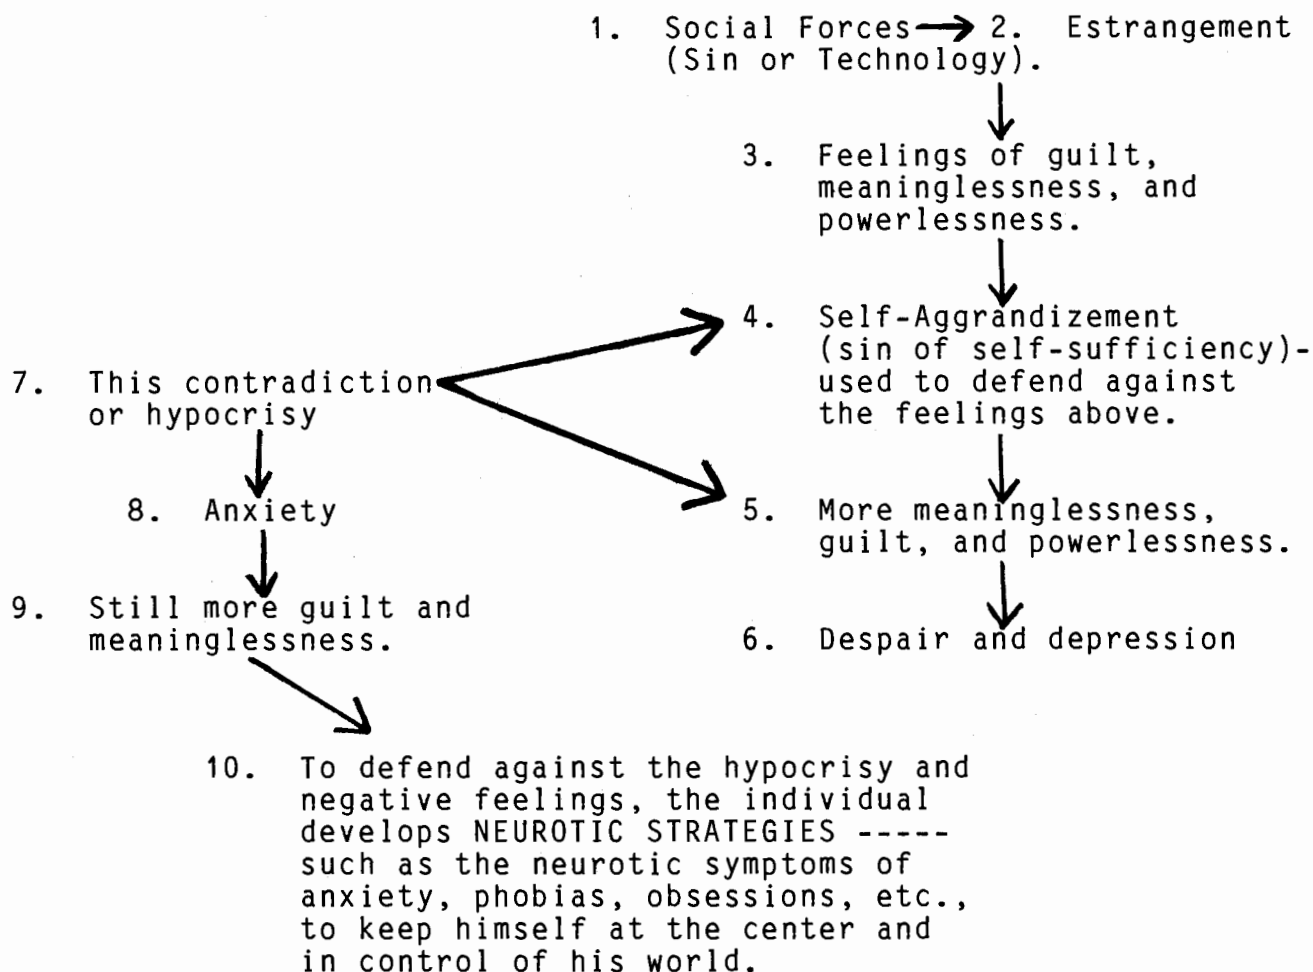 1. Social Forces → 2. Estrangement
(Sin or Technology).
3. Feelings of guilt,
meaninglessness, and
powerlessness.
4. Self-Aggrandizement
(sin of self-sufficiency)-
used to defend against
the feelings above.
5. More meaninglessness,
guilt, and powerlessness.
6. Despair and depression
7. This contradiction
or hypocrisy
8. Anxiety
9. Still more guilt and
meaninglessness.
10. To defend against the hypocrisy and
negative feelings, the individual
develops NEUROTIC STRATEGIES -----
such as the neurotic symptoms of
anxiety, phobias, obsessions, etc.,
to keep himself at the center and
in control of his world.